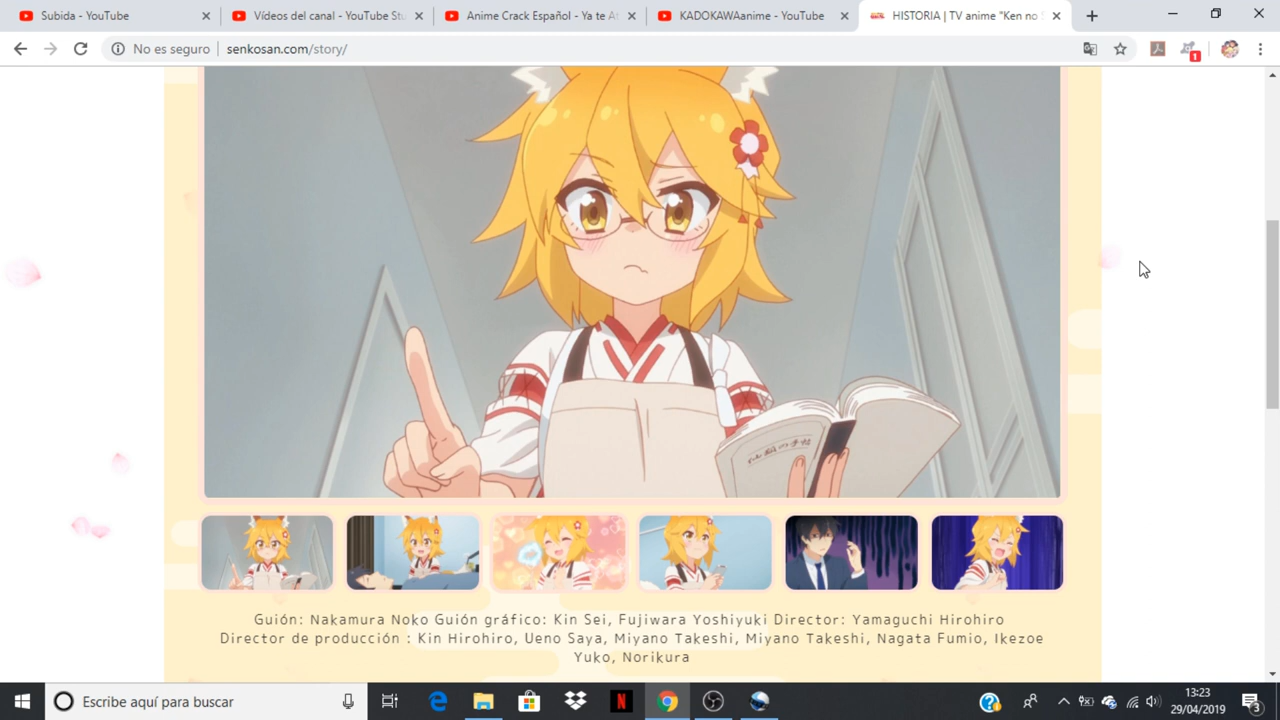 Subida - YouTube
Vídeos del canal - YouTube Stu
Anime Crack Español - Ya te A
KADOKAWAanime - YouTube
HISTORIA | TV anime "Ken no S
No es seguro
senkosan.com/story/
1
Guión: Nakamura Noko Guión gráfico: Kin Sei, Fujiwara Yoshiyuki Director: Yamaguchi Hirohiro
Director de producción : Kin Hirohiro, Ueno Saya, Miyano Takeshi, Miyano Takeshi, Nagata Fumio, Ikezoe
Yuko, Norikura
Escribe aquí para buscar
13:23
29/04/2019
3